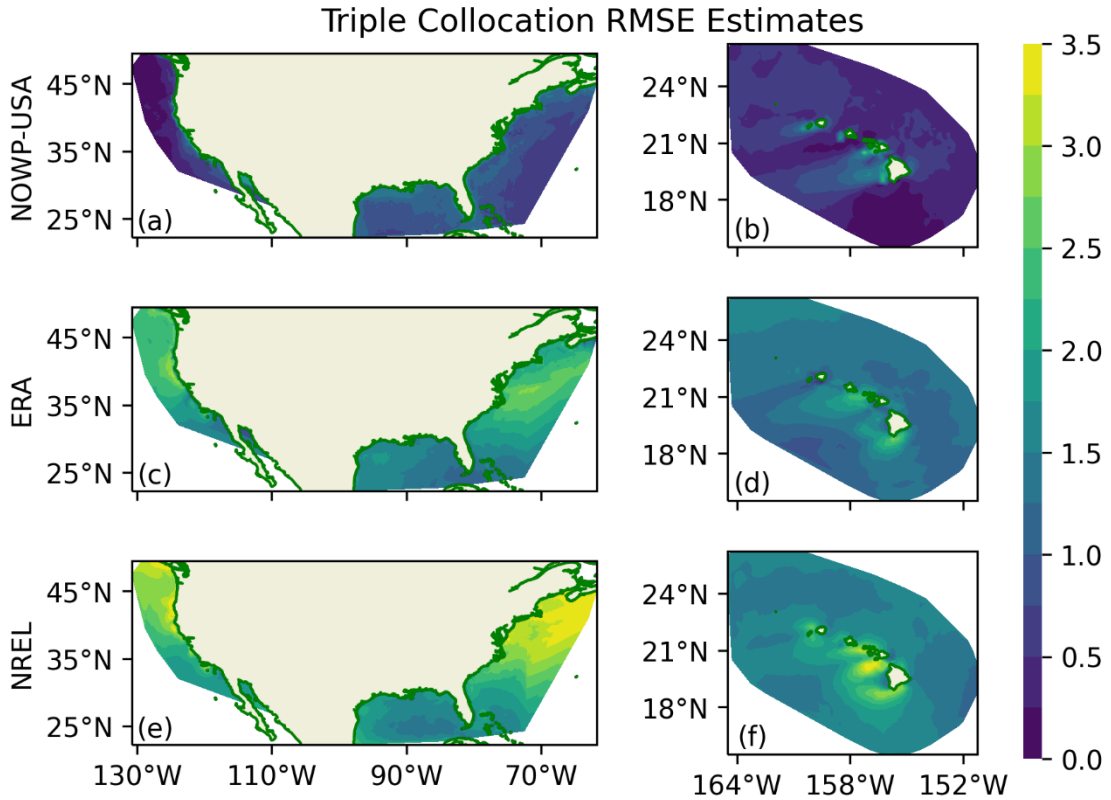 Triple Collocation RMSE Estimates
NOWP-USA
45°N
35°N
25°N
(a)
24°N
21°N
18°N
(b)
ERA
45°N
35°N
25°N
(c)
24°N
21°N
18°N
(d)
NREL
45°N
35°N
25°N
(e)
130°W 110°W 90°W 70°W
24°N
21°N
18°N
(f)
164°W 158°W 152°W
3.5
3.0
2.5
2.0
1.5
1.0
0.5
0.0